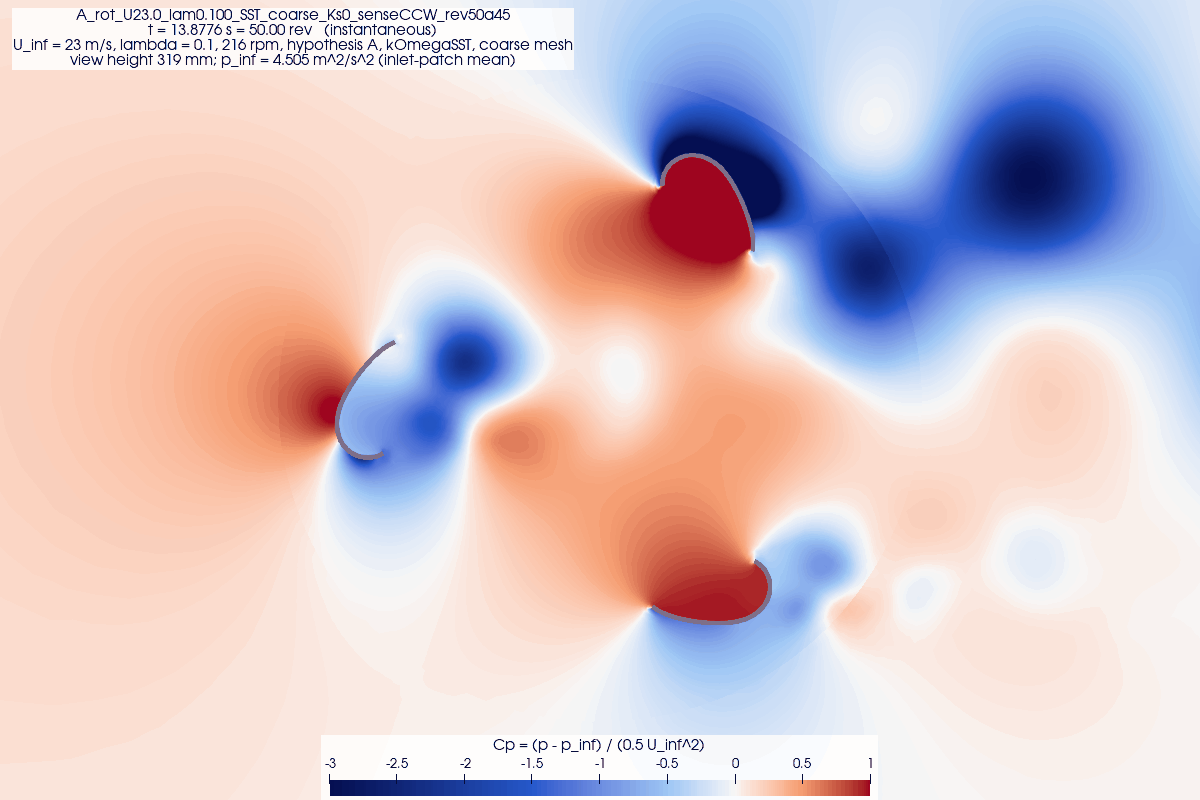 A_rot_U23.0_lam0.100_SST_coarse_Ks0_senseCCW_rev50a45
t = 13.8776 s = 50.00 rev (instantaneous)
U_inf = 23 m/s, lambda = 0.1, 216 rpm, hypothesis A, kOmegaSST, coarse mesh
view height 319 mm; p_inf = 4.505 m^2/s^2 (inlet-patch mean)
Cp = (p - p_inf) / (0.5 U_inf^2)
-3 -2.5 -2 -1.5 -1 -0.5 0 0.5 1